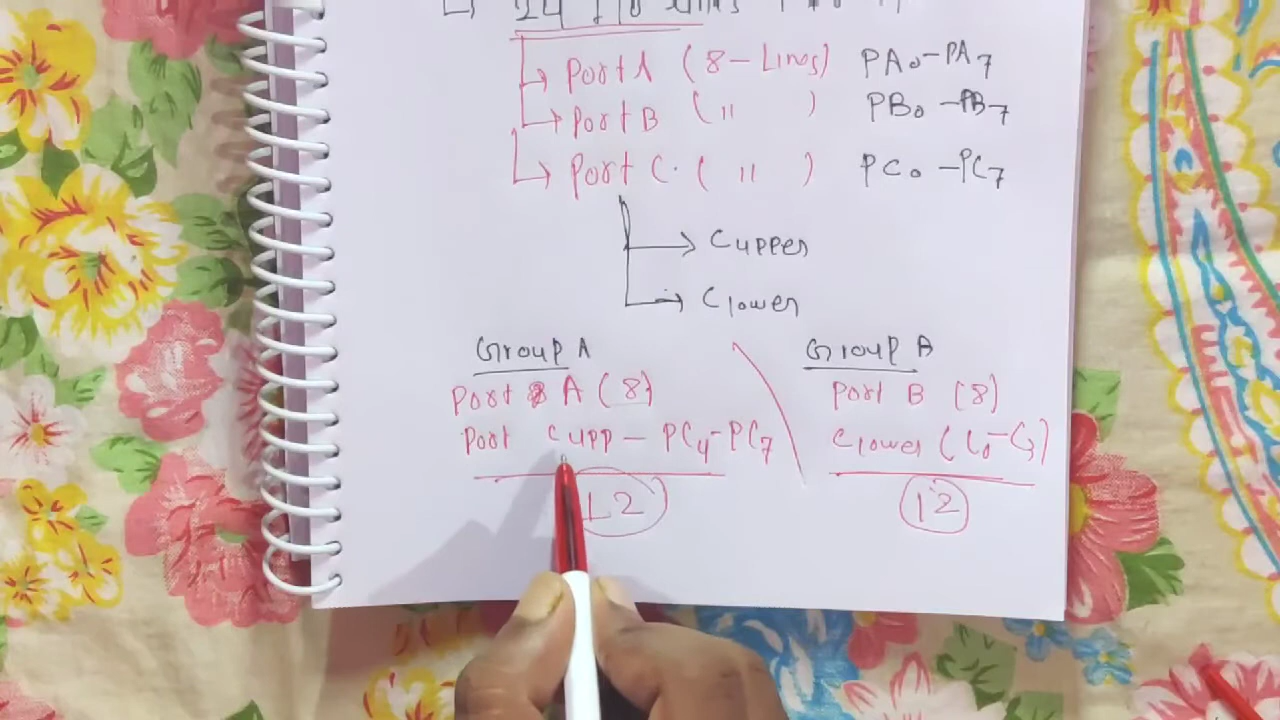 24
Port A (8-Lines) PA0-PA7
Port B ( " ) PB0-PB7
Port C. ( " ) PC0-PC7
Cupper
Clower
Group A
Port A (8)
Port Cupp - PC4-PC7
12
Group B
Port B (8)
Clower (C0-C3)
12